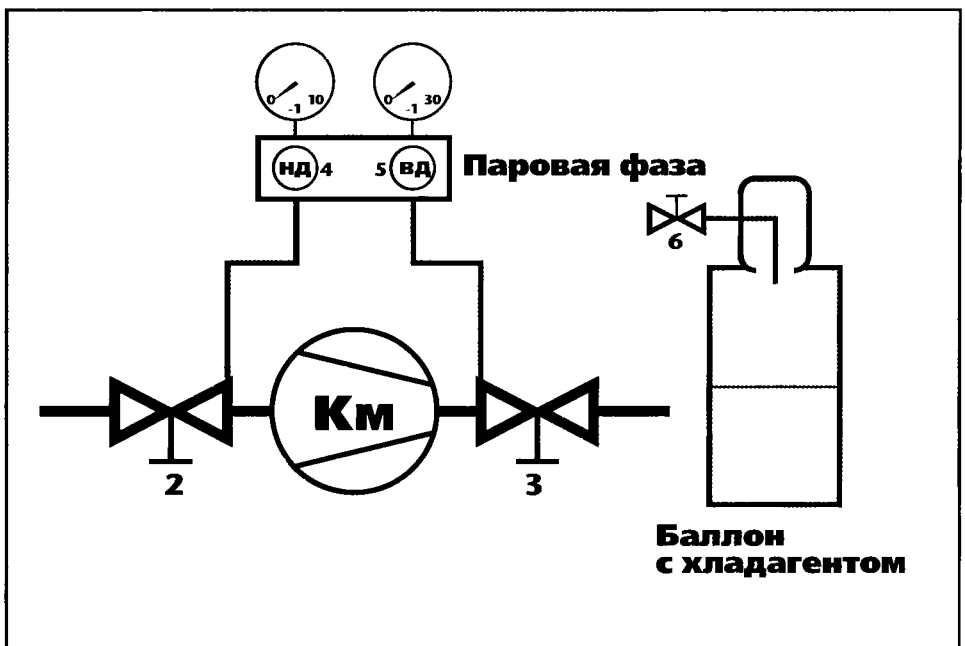 0 -1 10
0 -1 30
НД 4
5 ВД
Паровая фаза
6
Км
2
3
Баллон
с хладагентом